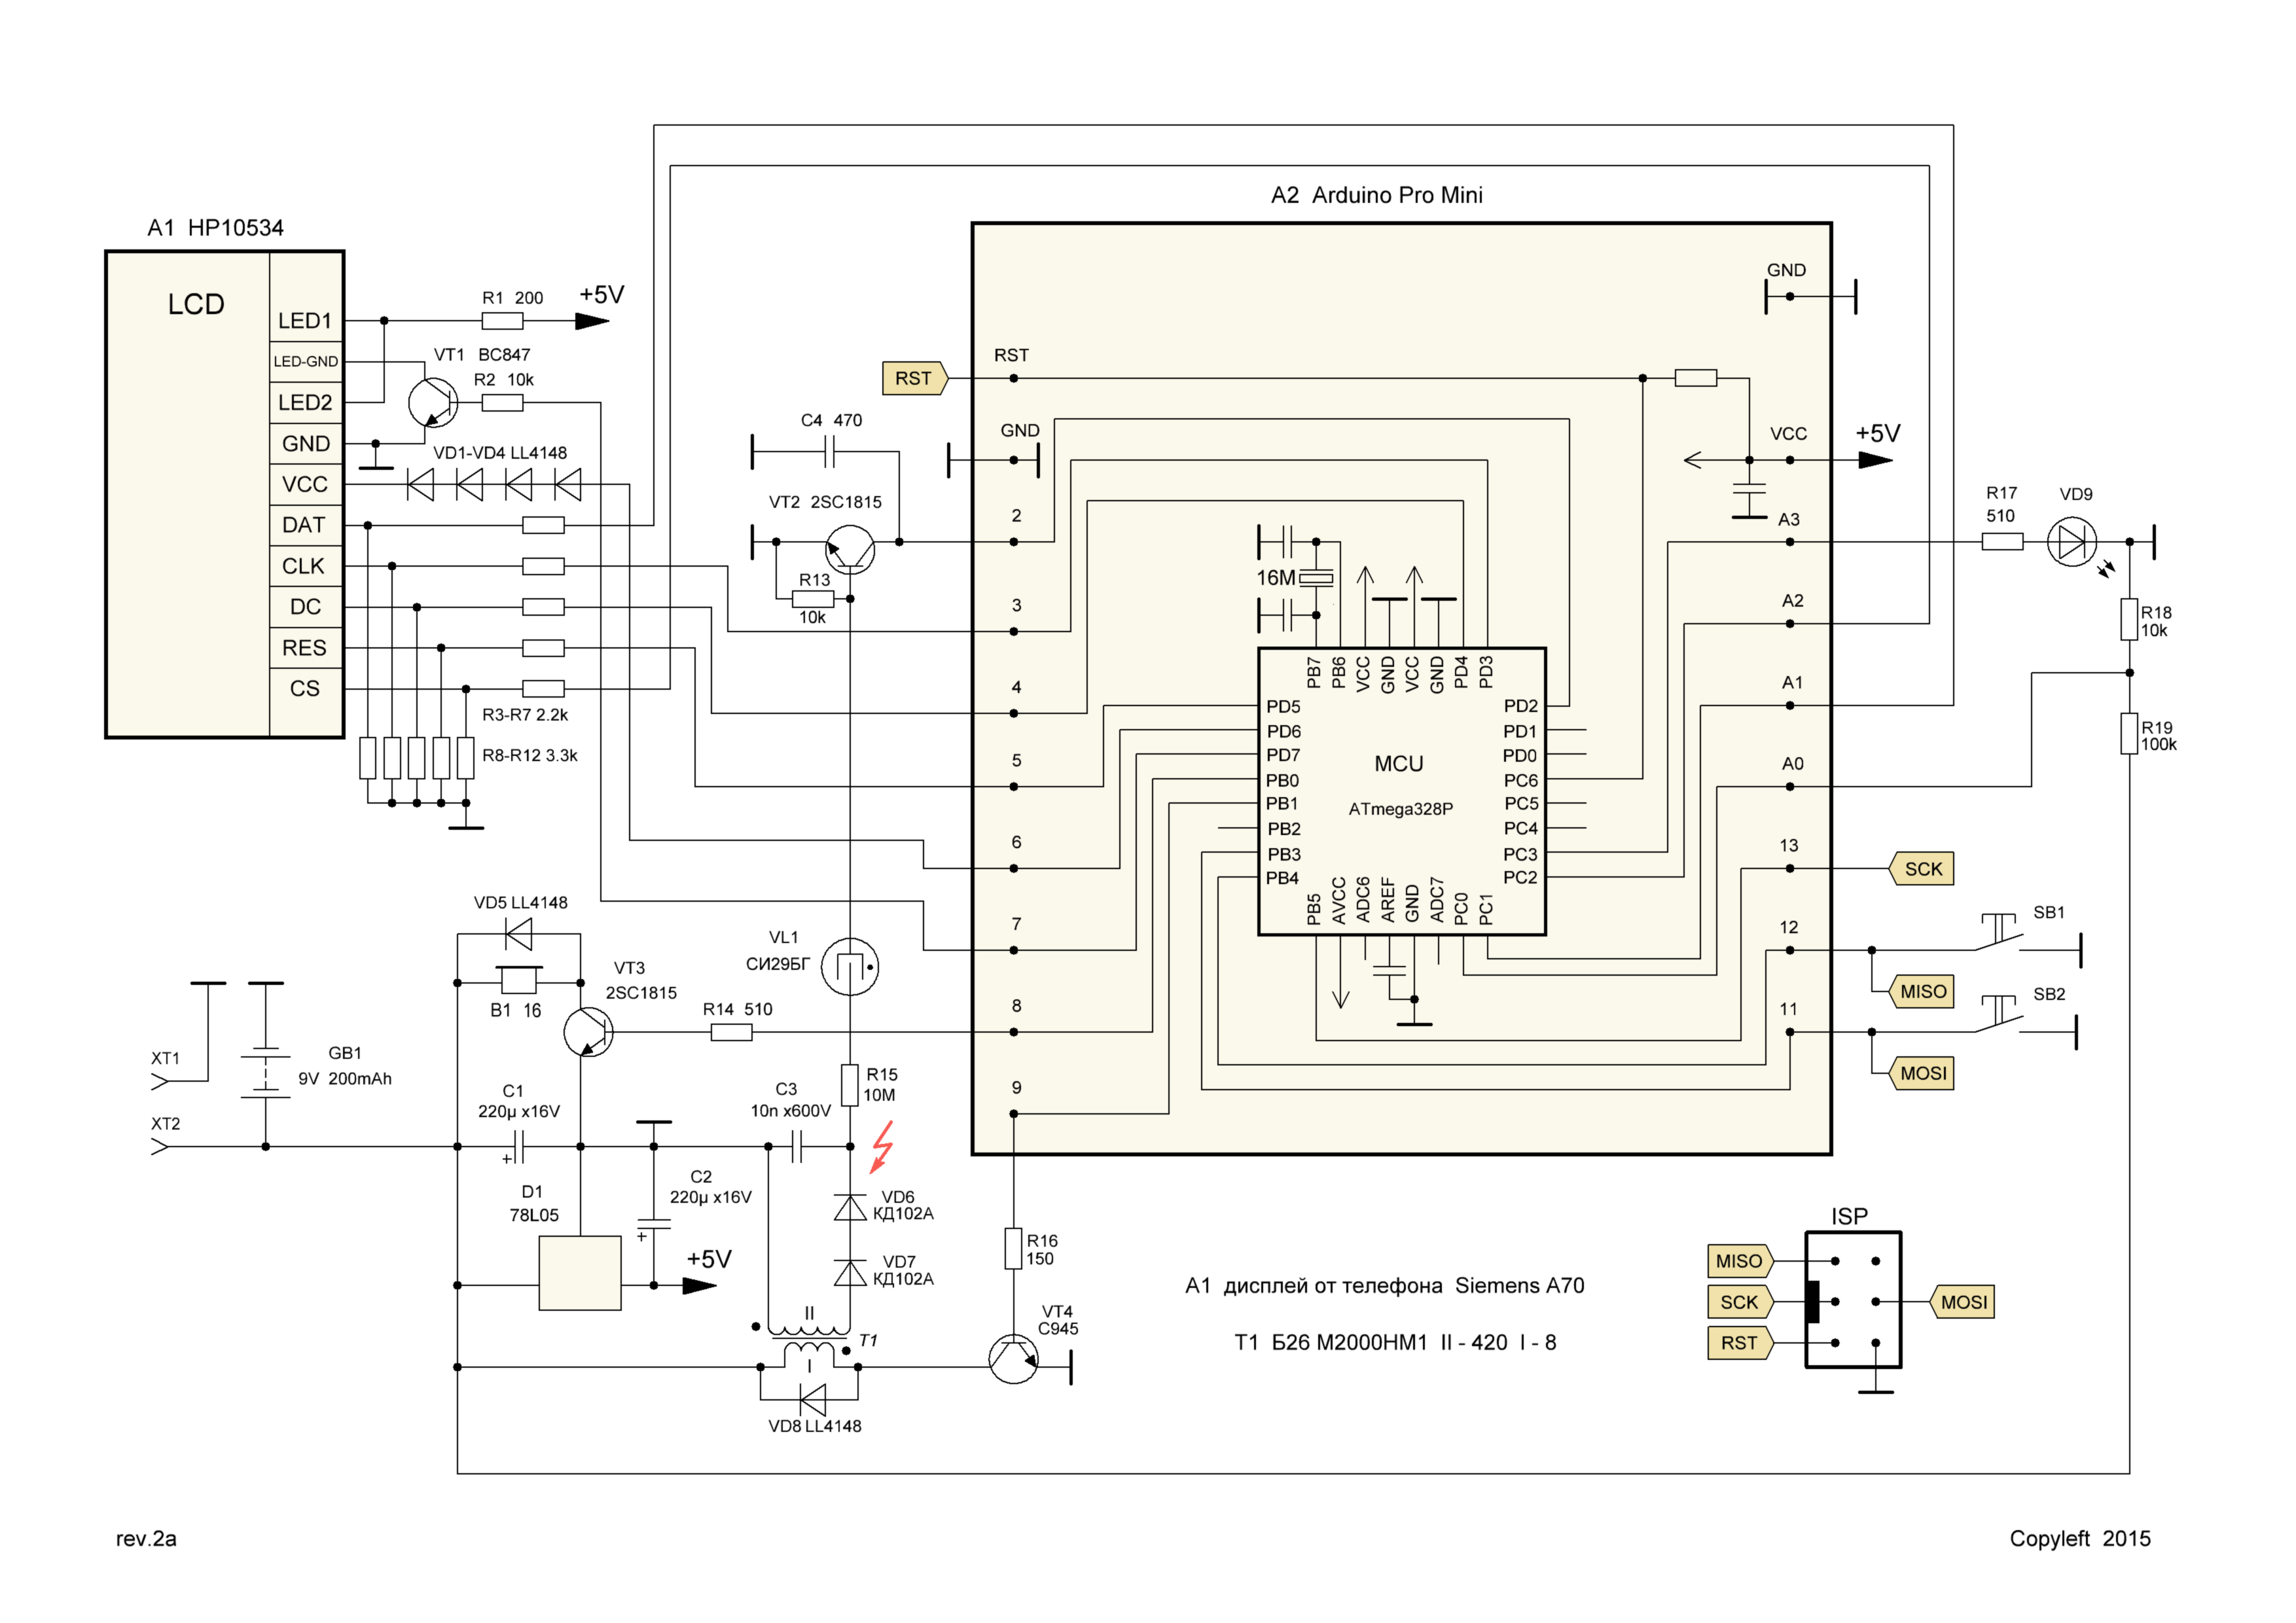 A2 Arduino Pro Mini
A1 HP10534
LCD
LED1
LED-GND
LED2
GND
VCC
DAT
CLK
DC
RES
CS
R1 200
+5V
VT1 BC847
R2 10k
VD1-VD4 LL4148
R3-R7 2.2k
R8-R12 3.3k
C4 470
VT2 2SC1815
R13
10k
RST
RST
GND
2
3
4
5
6
7
8
9
GND
VCC
+5V
A3
A2
A1
A0
13
12
11
16M
PB7
PB6
VCC
GND
VCC
GND
PD4
PD3
PD5
PD6
PD7
PB0
PB1
PB2
PB3
PB4
MCU
ATmega328P
PD2
PD1
PD0
PC6
PC5
PC4
PC3
PC2
PB5
AVCC
ADC6
AREF
GND
ADC7
PC0
PC1
R17
510
VD9
R18
10k
R19
100k
SCK
SB1
MISO
SB2
MOSI
VD5 LL4148
B1 16
VT3
2SC1815
R14 510
VL1
СИ29БГ
XT1
XT2
GB1
9V 200mAh
C1
220µ x16V
C3
10n x600V
R15
10M
D1
78L05
C2
220µ x16V
+5V
+
+
VD6
КД102А
VD7
КД102А
II
T1
I
VD8 LL4148
R16
150
VT4
C945
A1 дисплей от телефона Siemens A70
T1 Б26 М2000НМ1 II - 420 I - 8
ISP
MISO
SCK
RST
MOSI
rev.2a
Copyleft 2015